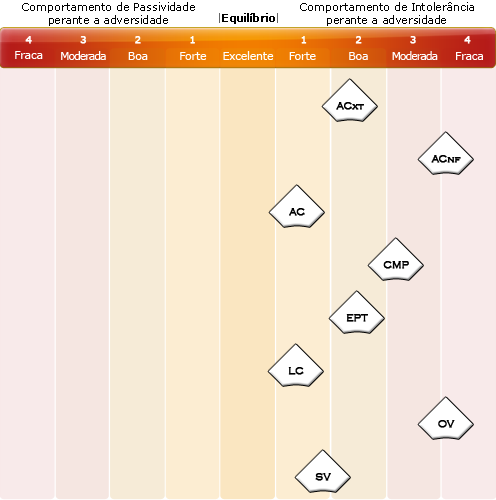 Comportamento de Passividade
perante a adversidade
|Equilíbrio|
Comportamento de Intolerância
perante a adversidade
4 3 2 1 1 2 3 4
Fraca Moderada Boa Forte Excelente Forte Boa Moderada Fraca
ACXT
ACNF
AC
CMP
EPT
LC
OV
SV